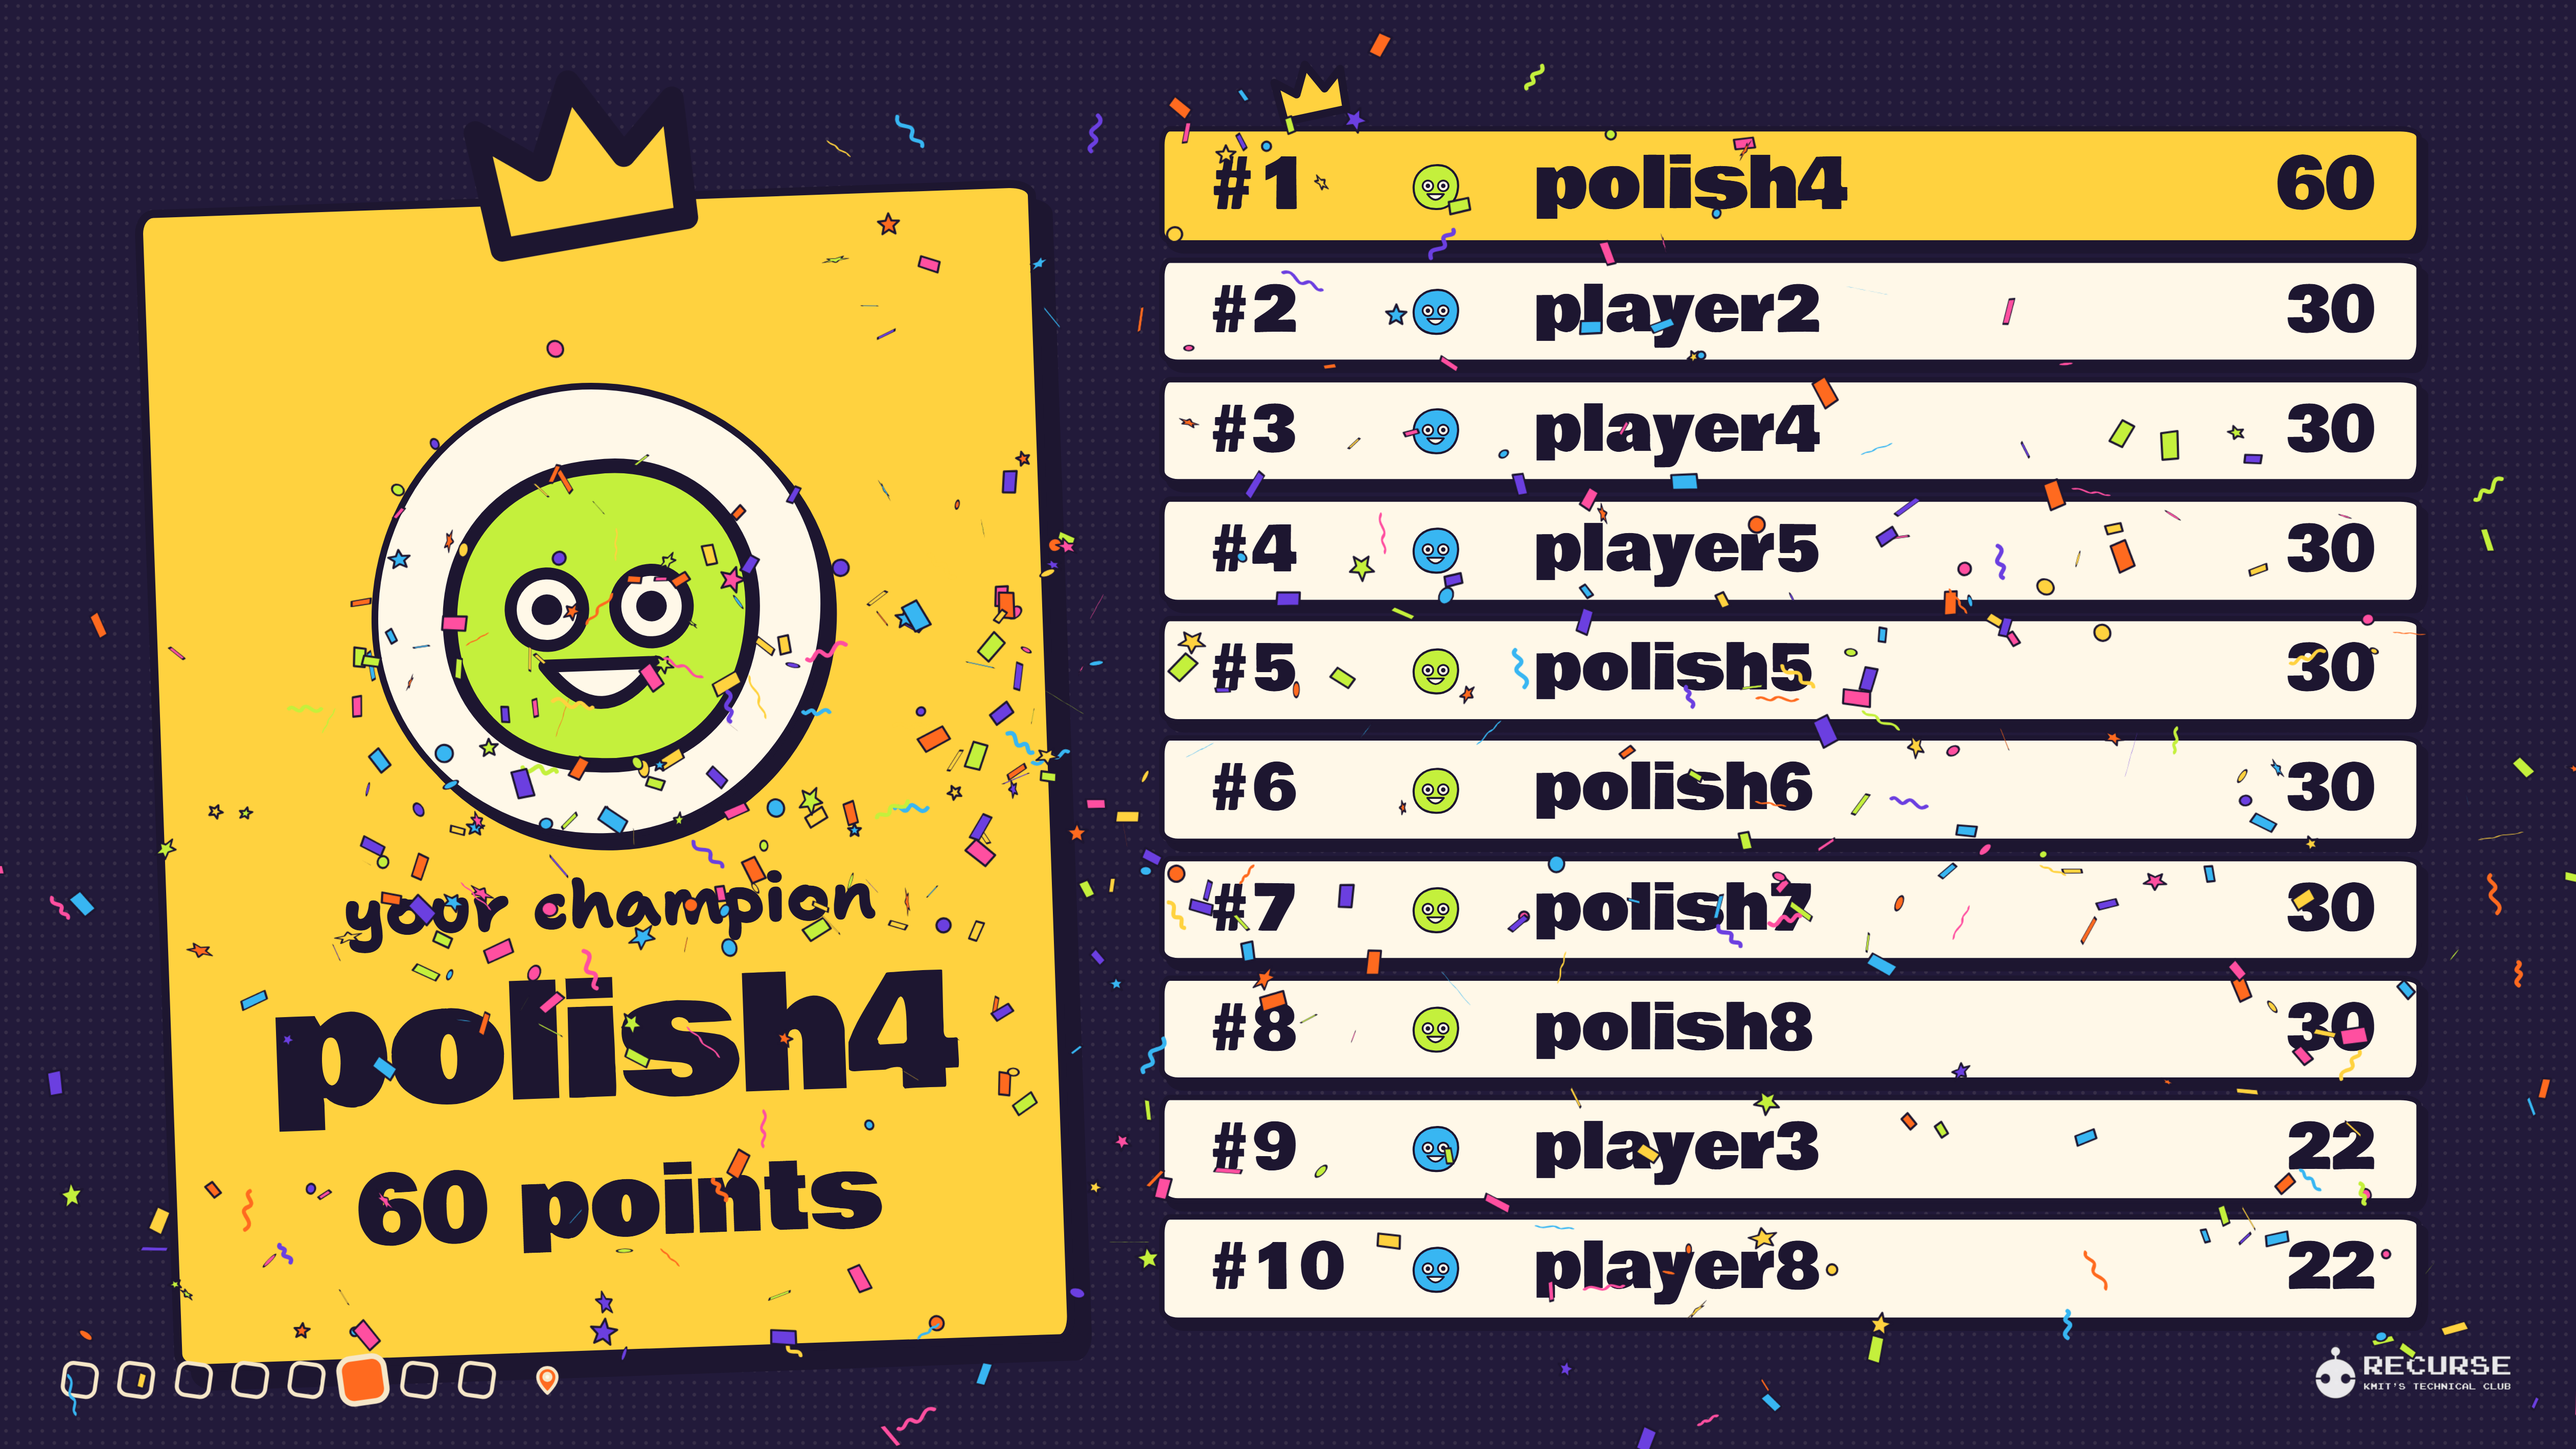 your champion
polish4
60 points
#1 polish4 60
#2 player2 30
#3 player4 30
#4 player5 30
#5 polish5 30
#6 polish6 30
#7 polish7 30
#8 polish8 30
#9 player3 22
#10 player8 22
RECURSE
KMIT'S TECHNICAL CLUB